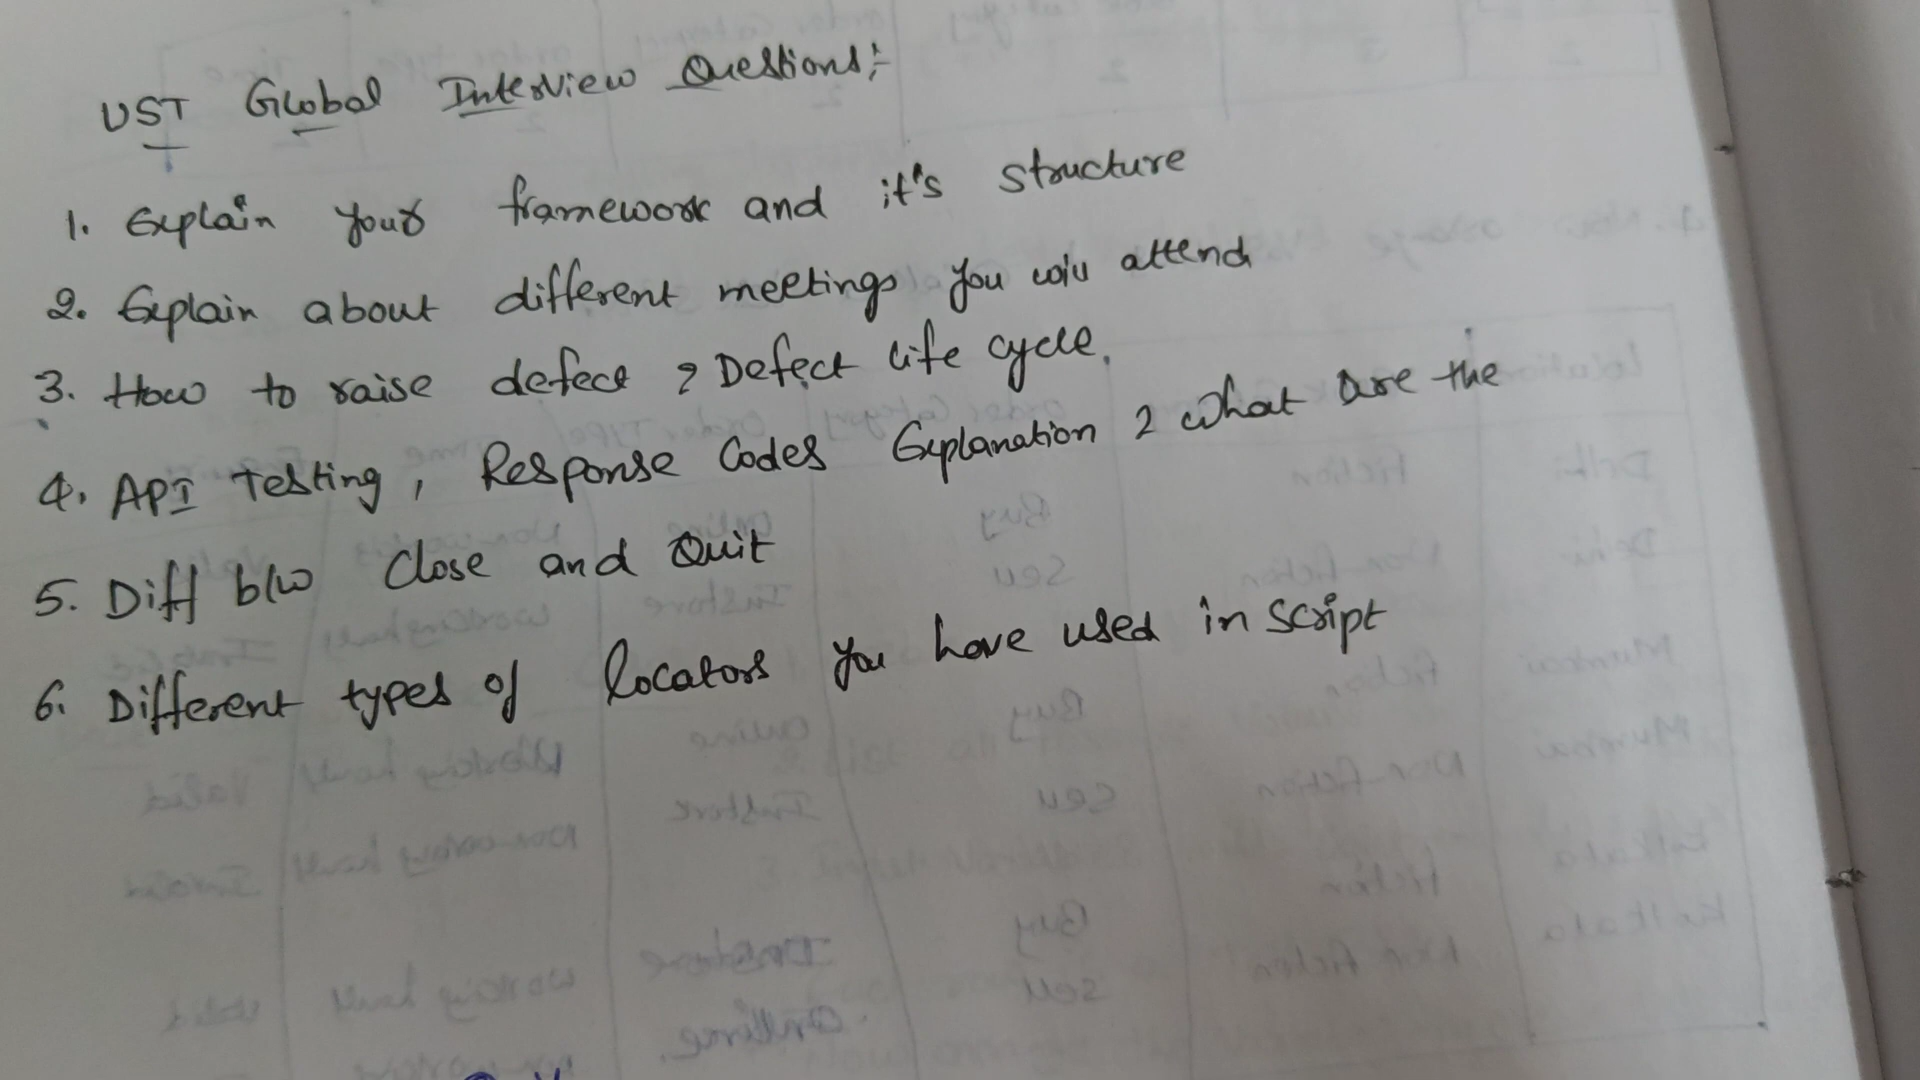 UST Global Interview Questions:-
1. Explain your framework and it's structure
2. Explain about different meetings you will attend
3. How to raise defect ? Defect life cycle.
4. API Testing, Response Codes Explanation ? What are the
5. Diff b/w Close and Quit
6. Different types of locators you have used in script